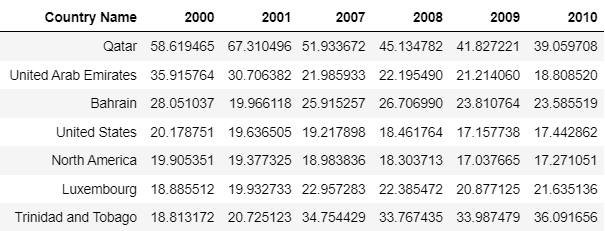 Country Name 2000 2001 2007 2008 2009 2010
Qatar 58.619465 67.310496 51.933672 45.134782 41.827221 39.059708
United Arab Emirates 35.915764 30.706382 21.985933 22.195490 21.214060 18.808520
Bahrain 28.051037 19.966118 25.915257 26.706990 23.810764 23.585519
United States 20.178751 19.636505 19.217898 18.461764 17.157738 17.442862
North America 19.905351 19.377325 18.983836 18.303713 17.037665 17.271051
Luxembourg 18.885512 19.932733 22.957283 22.385472 20.877125 21.635136
Trinidad and Tobago 18.813172 20.725123 34.754429 33.767435 33.987479 36.091656